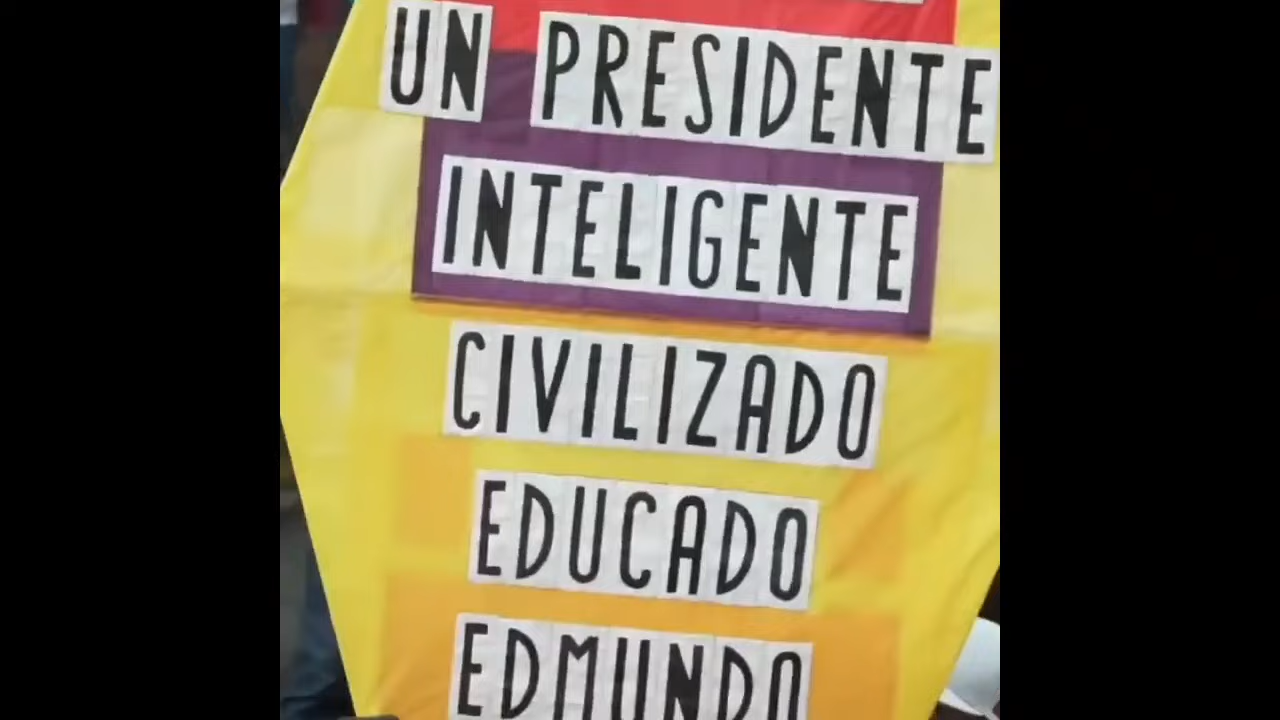 UN PRESIDENTE
INTELIGENTE
CIVILIZADO
EDUCADO
EDMUNDO